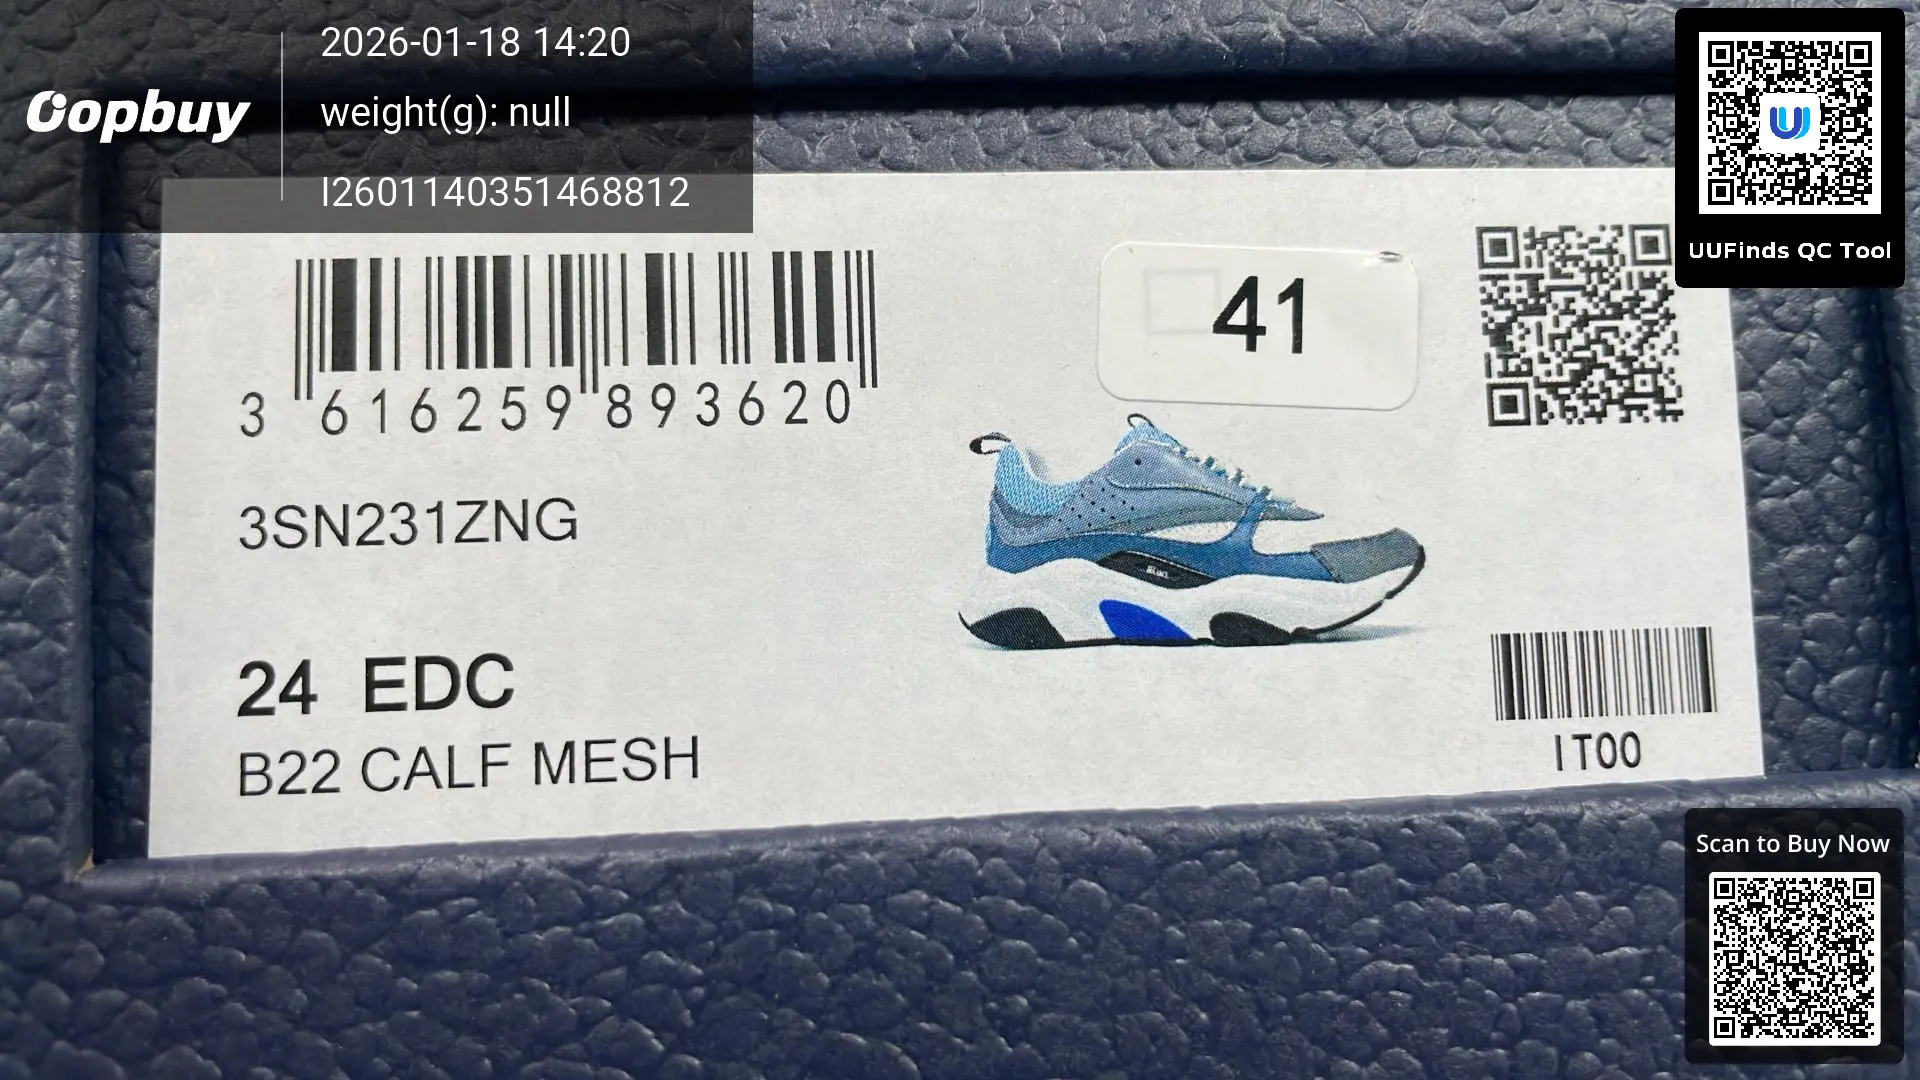 Oopbuy
2026-01-18 14:20
weight(g): null
I2601140351468812
UUFinds QC Tool
41
3 616259 893620
3SN231ZNG
24 EDC
B22 CALF MESH
IT00
Scan to Buy Now